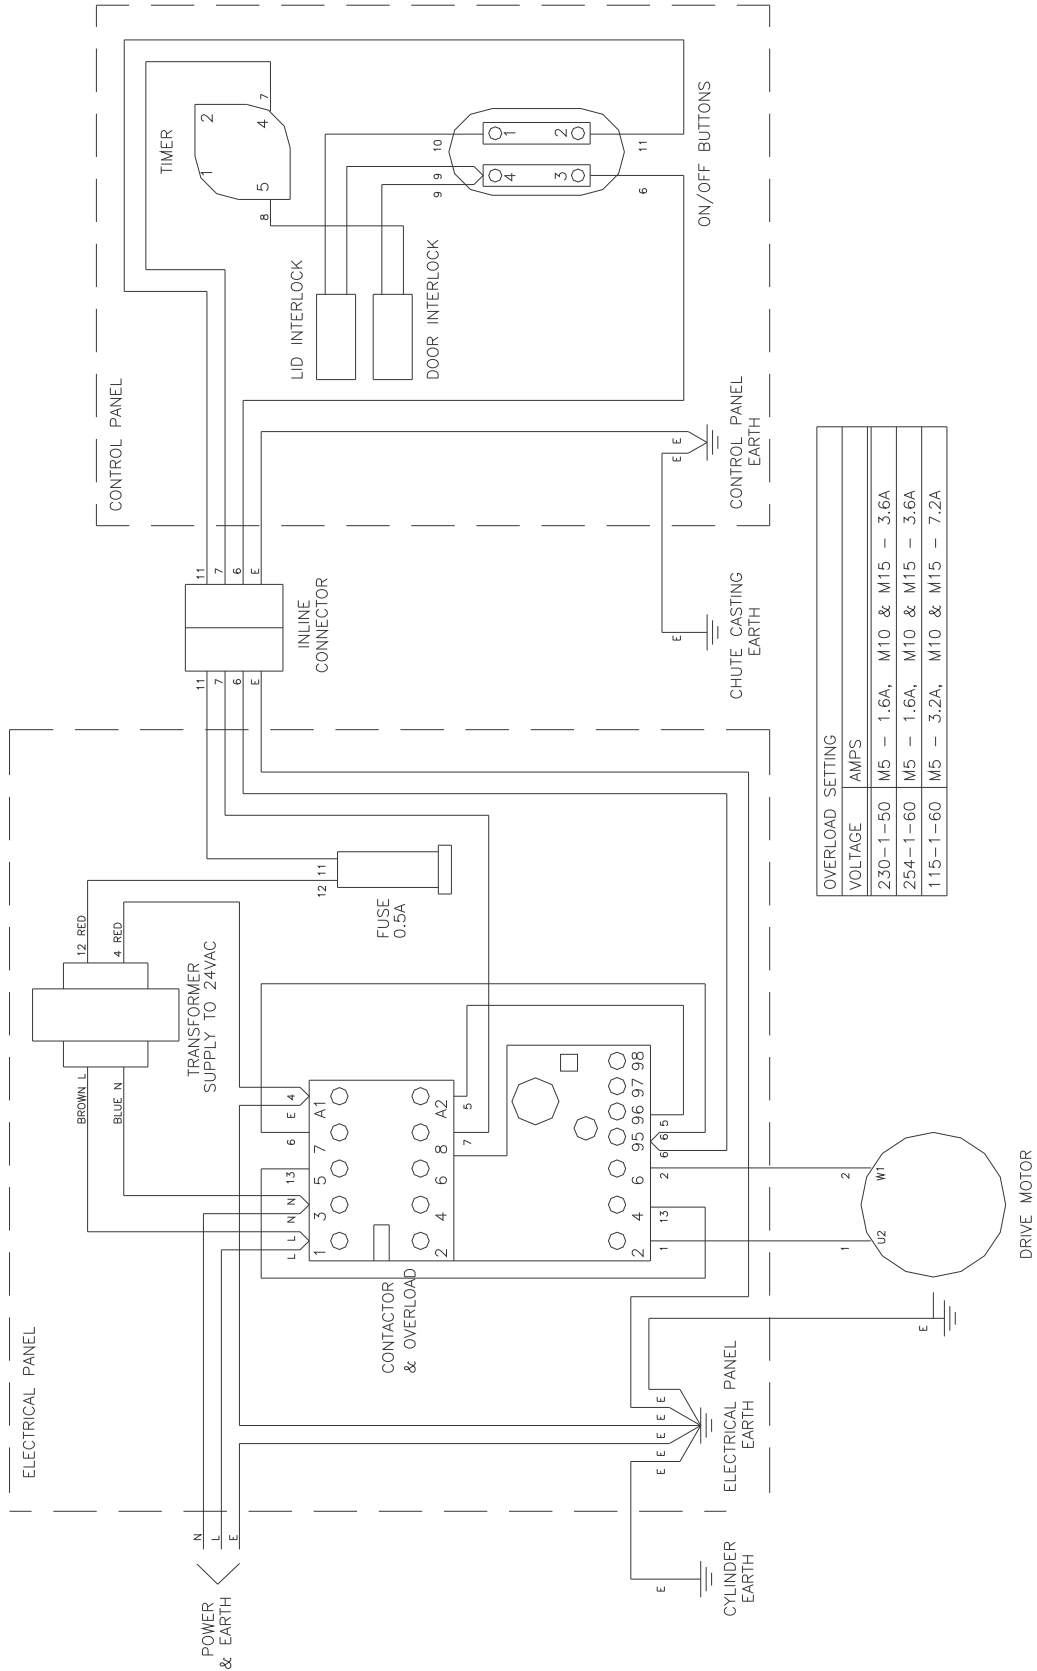 ELECTRICAL PANEL
POWER
& EARTH
N
L
E
BROWN L
BLUE N
12 RED
4 RED
TRANSFORMER
SUPPLY TO 24VAC
L
L
N
N
13
6
E
4
1
3
5
7
A1
2
4
6
8
A2
7
5
CONTACTOR
& OVERLOAD
2
4
6
95
96
97
98
1
13
2
6
6
5
12
11
FUSE
0.5A
11
7
6
E
INLINE
CONNECTOR
11
7
6
E
CONTROL PANEL
TIMER
1
2
5
4
8
7
LID INTERLOCK
DOOR INTERLOCK
10
9
9
1
2
4
3
11
6
ON/OFF BUTTONS
E
E
CONTROL PANEL
EARTH
E
CHUTE CASTING
EARTH
E
E
E
E
E
ELECTRICAL PANEL
EARTH
E
CYLINDER
EARTH
E
1
2
U2
W1
DRIVE MOTOR
OVERLOAD SETTING
VOLTAGE AMPS
230-1-50 M5 - 1.6A, M10 & M15 - 3.6A
254-1-60 M5 - 1.6A, M10 & M15 - 3.6A
115-1-60 M5 - 3.2A, M10 & M15 - 7.2A